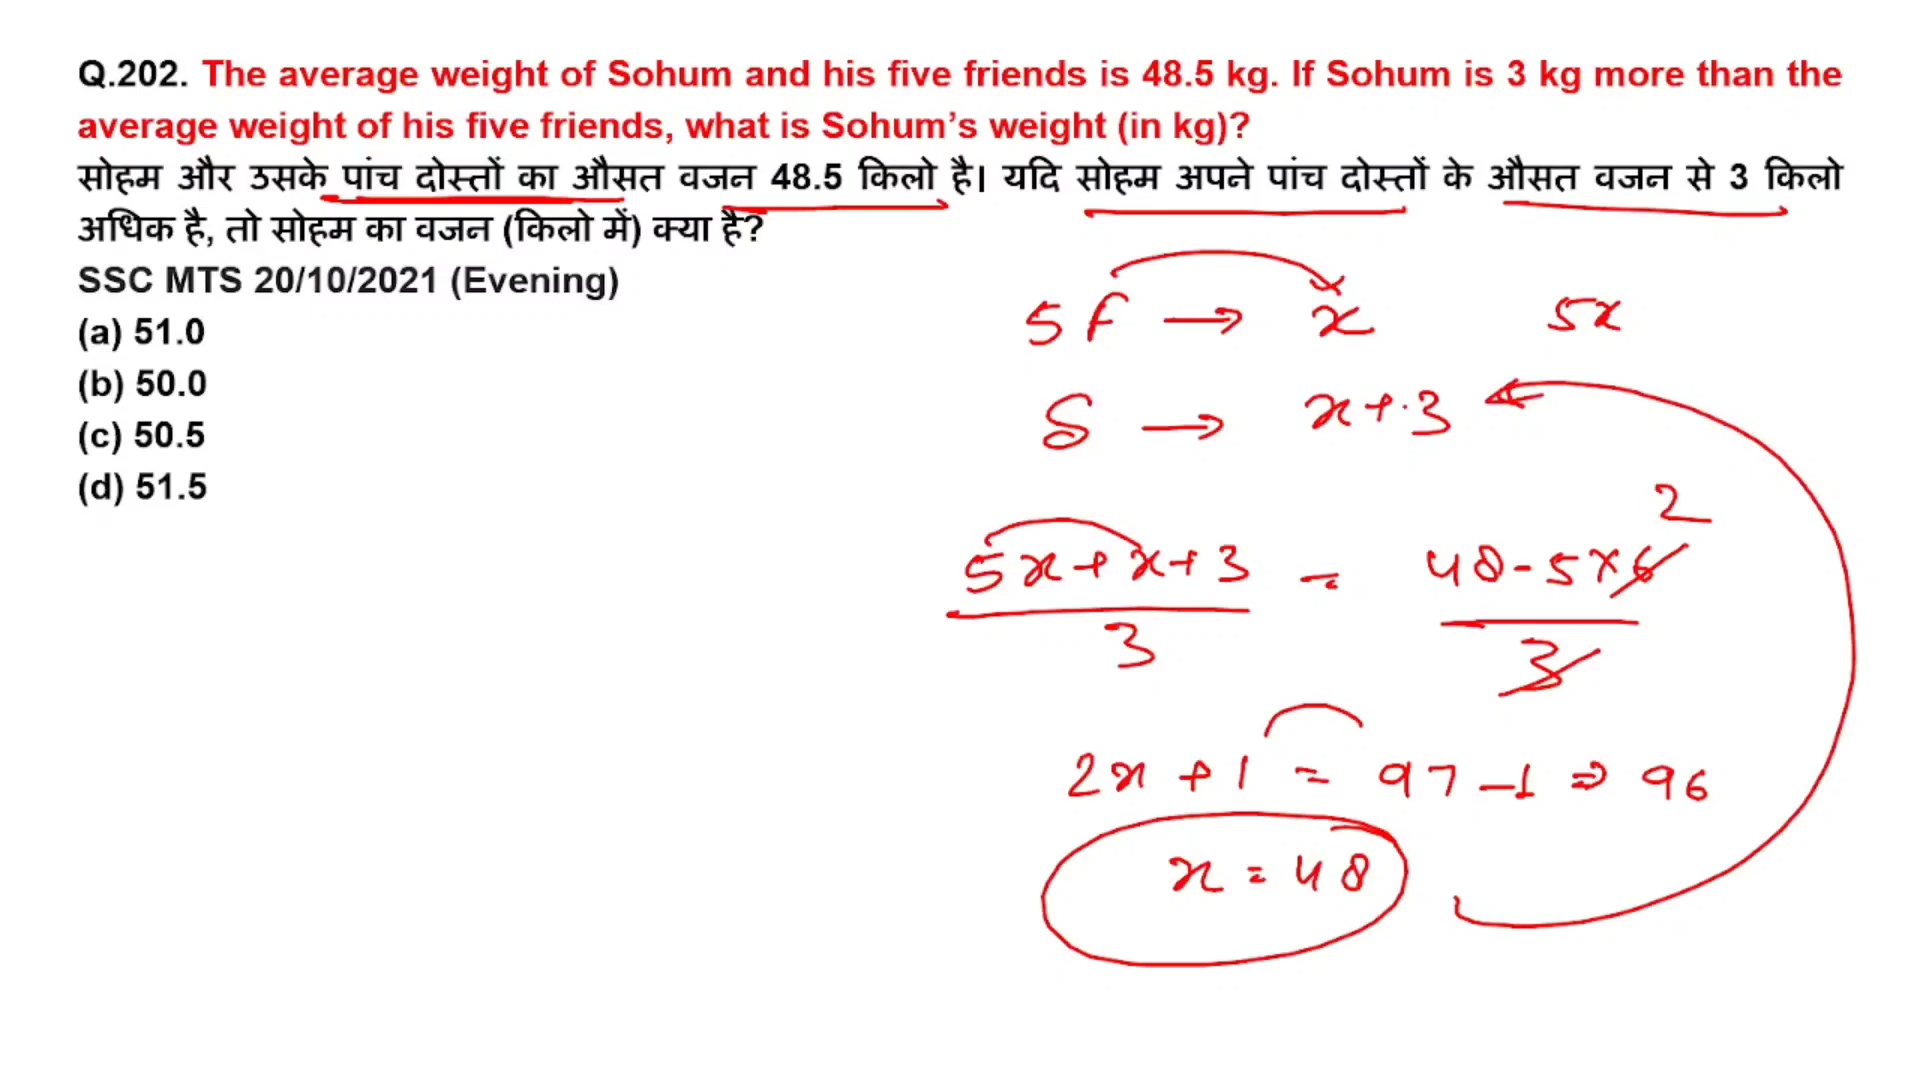 Q.202. The average weight of Sohum and his five friends is 48.5 kg. If Sohum is 3 kg more than the
average weight of his five friends, what is Sohum’s weight (in kg)?
सोहम और उसके पांच दोस्तों का औसत वजन 48.5 किलो है। यदि सोहम अपने पांच दोस्तों के औसत वजन से 3 किलो
अधिक है, तो सोहम का वजन (किलो में) क्या है?
SSC MTS 20/10/2021 (Evening)
(a) 51.0
(b) 50.0
(c) 50.5
(d) 51.5
5 F → x 5x
S → x + 3
2
5x + x + 3 = 48.5 × 6
3 3
2x + 1 = 97 - 1 ⇒ 96
x = 48